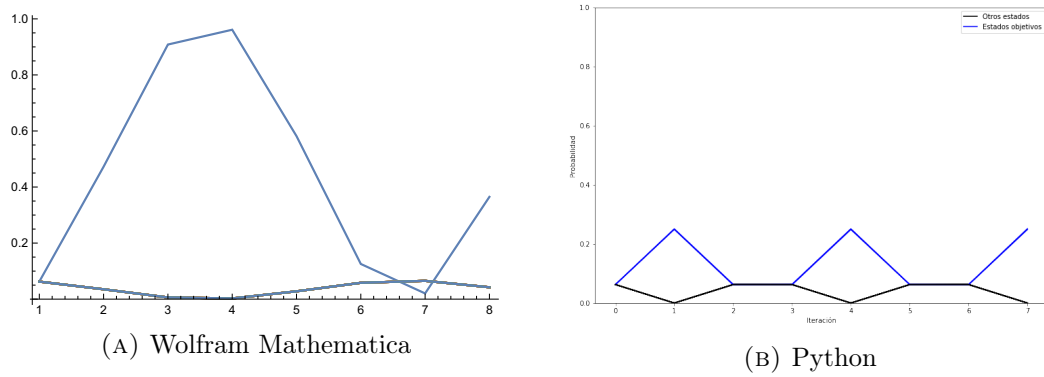 1.0
0.8
0.6
0.4
0.2
1 2 3 4 5 6 7 8
(A) Wolfram Mathematica
Otros estados
Estados objetivos
1.0
0.8
0.6
0.4
0.2
0.0
Probabilidad
0 1 2 3 4 5 6 7
Iteración
(B) Python